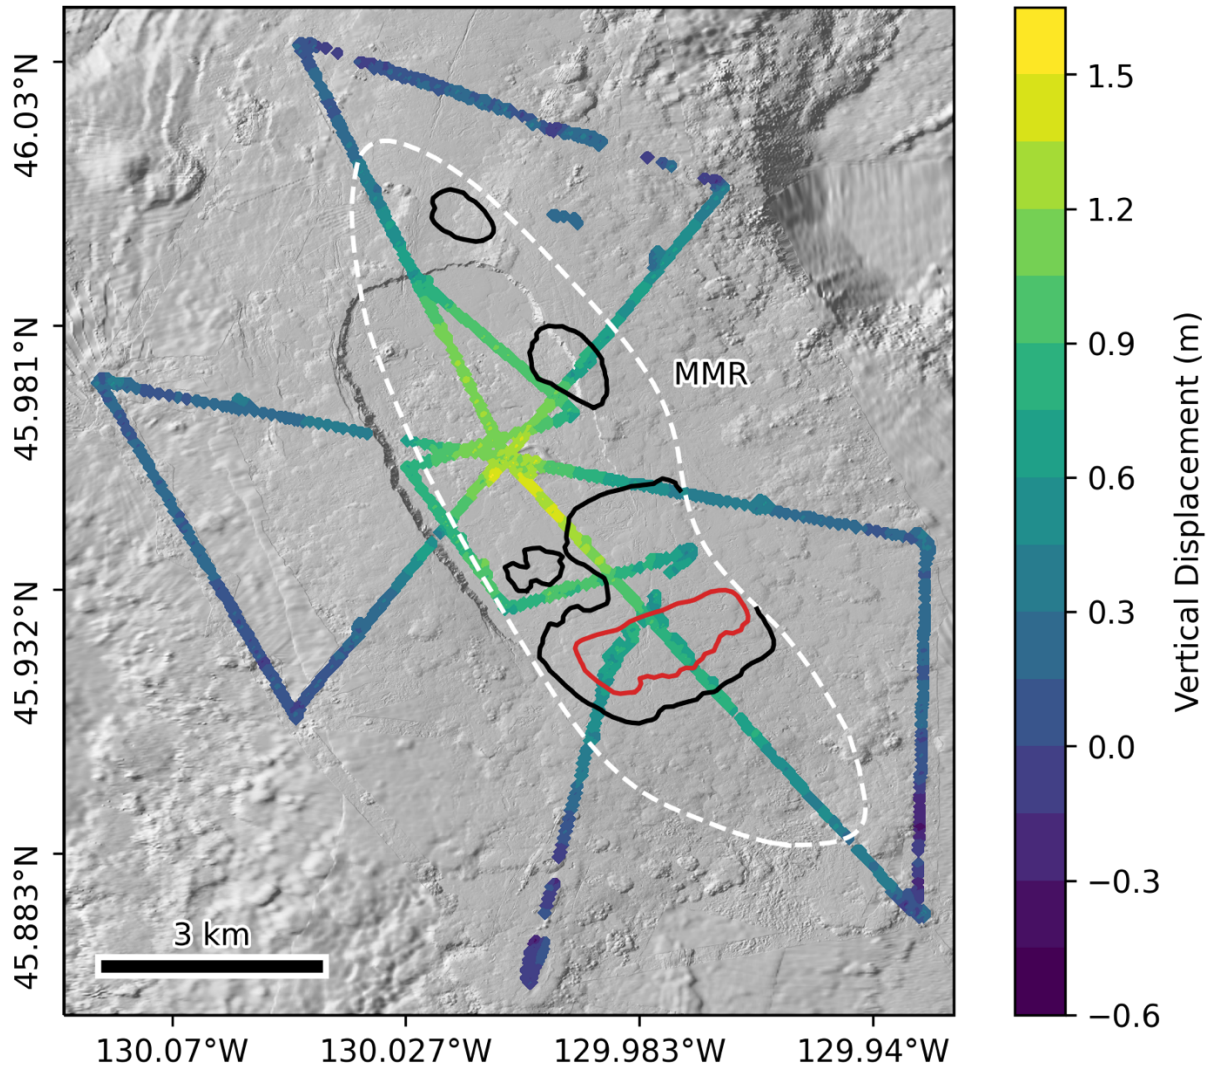 46.03°N
45.981°N
45.932°N
45.883°N
MMR
3 km
130.07°W
130.027°W
129.983°W
129.94°W
1.5
1.2
0.9
0.6
0.3
0.0
−0.3
−0.6
Vertical Displacement (m)